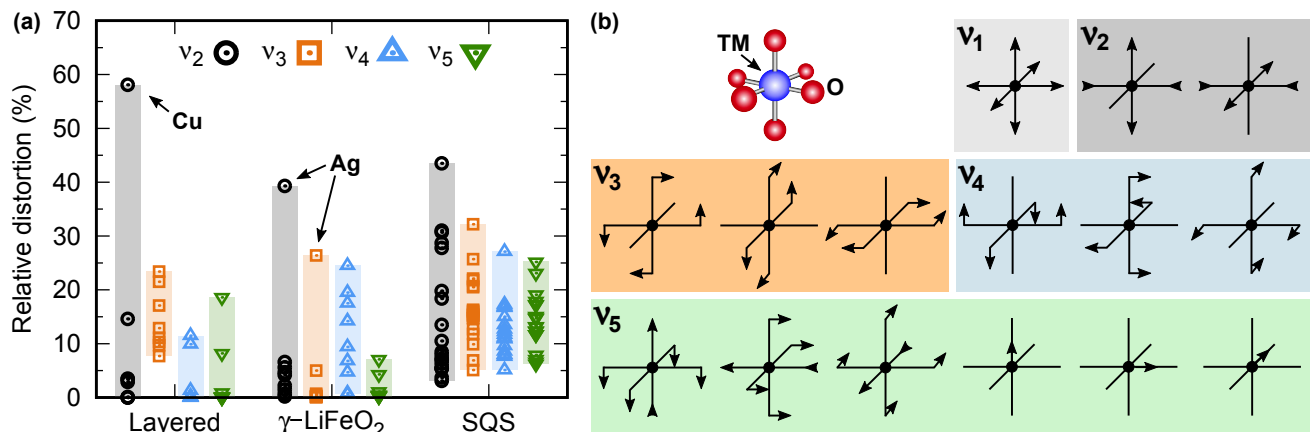 (a)
Relative distortion (%)
70
60
50
40
30
20
10
0
ν2 ν3 ν4 ν5
Cu
Ag
Layered γ−LiFeO2 SQS
(b)
TM
O
ν1
ν2
ν3
ν4
ν5